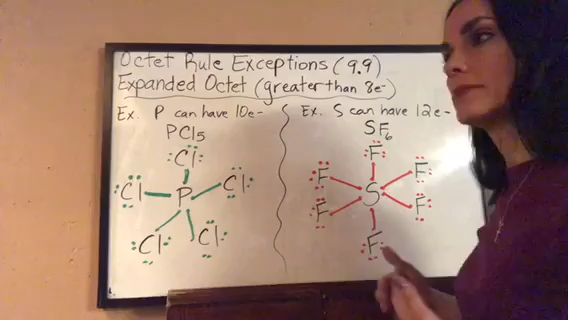 Octet Rule Exceptions (9.9)
Expanded Octet (greater than 8e-)
Ex. P can have 10e-
PCl5
Cl
Cl P Cl
Cl Cl
Ex. S can have 12e-
SF6
F
F F
S
F F
F